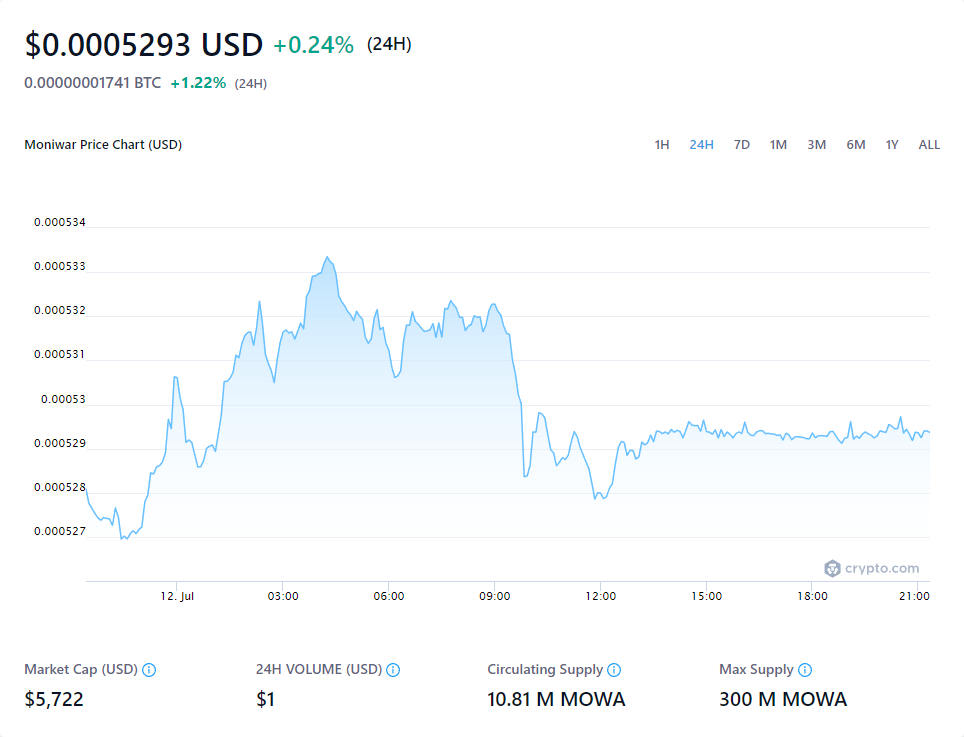 $0.0005293 USD +0.24% (24H)
0.00000001741 BTC +1.22% (24H)
Moniwar Price Chart (USD) 1H 24H 7D 1M 3M 6M 1Y ALL
0.000534
0.000533
0.000532
0.000531
0.00053
0.000529
0.000528
0.000527
crypto.com
12. Jul 03:00 06:00 09:00 12:00 15:00 18:00 21:00
Market Cap (USD) 24H VOLUME (USD) Circulating Supply Max Supply
$5,722 $1 10.81 M MOWA 300 M MOWA